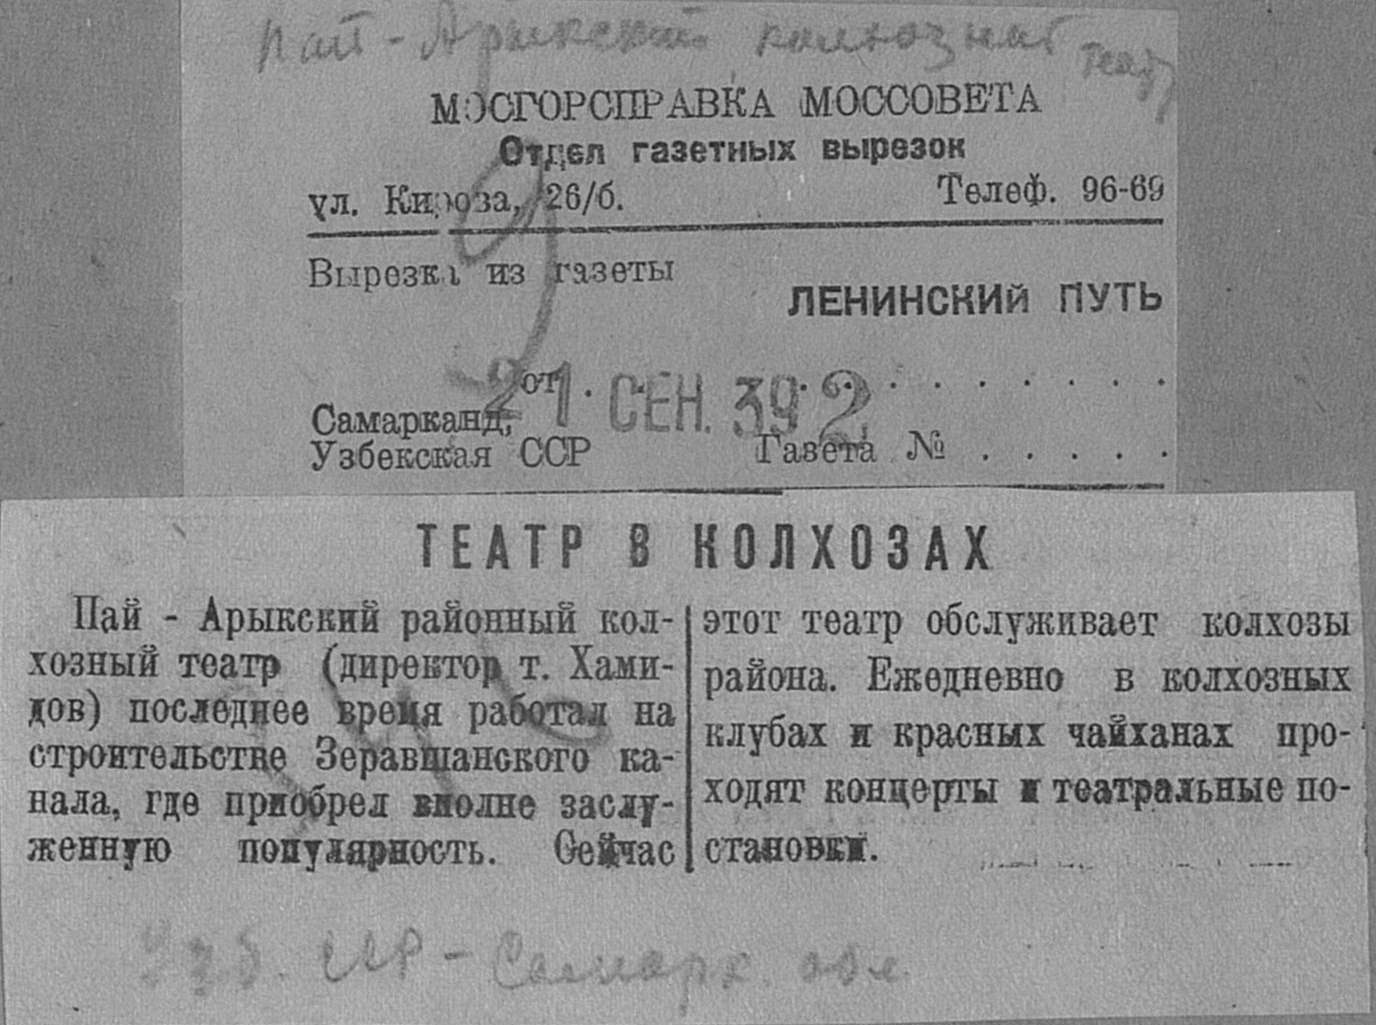 Пай-Арыкский колхозный театр
МОСГОРСПРАВКА МОССОВЕТА
Отдел газетных вырезок
ул. Кирова, 26/б. Телеф. 96-69
Вырезка из газеты
ЛЕНИНСКИЙ ПУТЬ
от . . . . . . . . . .
21 СЕН. 39 2
Самарканд,
Узбекская ССР Газета № . . . . .
ТЕАТР В КОЛХОЗАХ
Пай - Арыкский районный кол-
хозный театр (директор т. Хами-
дов) последнее время работал на
строительстве Зеравшанского ка-
нала, где приобрел вполне заслу-
женную популярность. Сейчас
этот театр обслуживает колхозы
района. Ежедневно в колхозных
клубах и красных чайханах про-
ходят концерты и театральные по-
становки.
Узб. ССР - Самарк. обл.